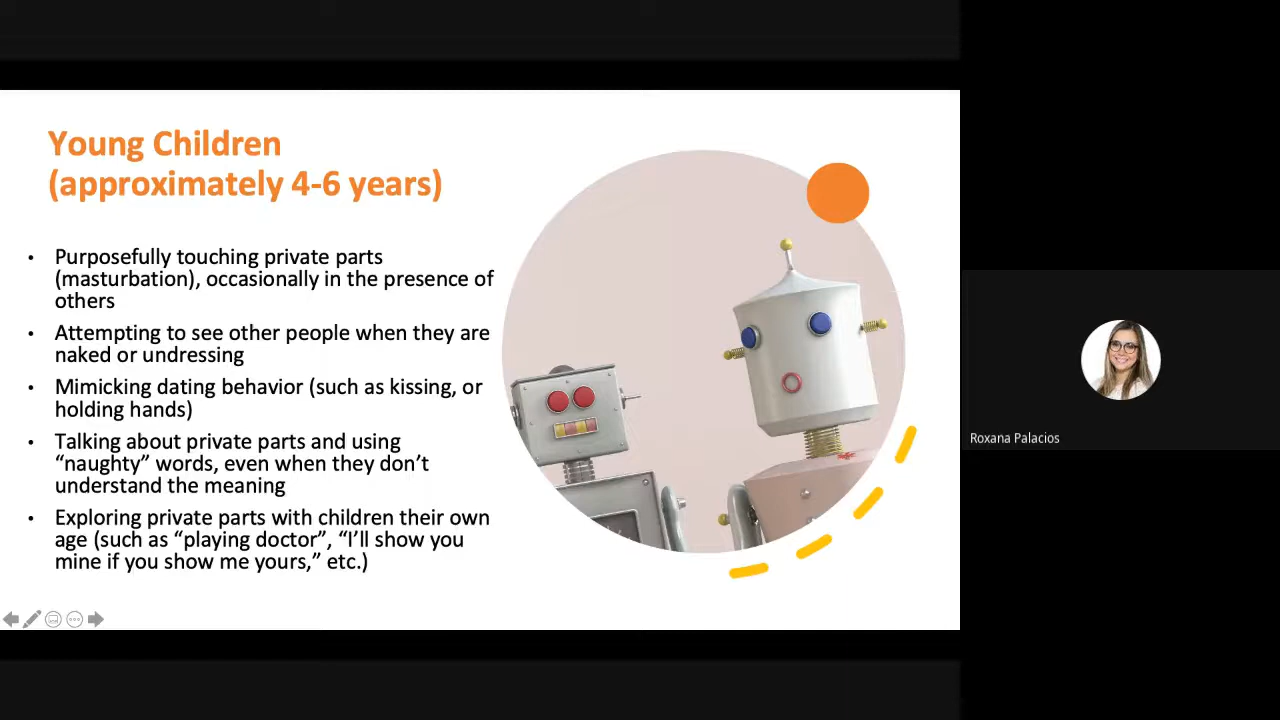 Young Children
(approximately 4-6 years)
• Purposefully touching private parts
(masturbation), occasionally in the presence of
others
• Attempting to see other people when they are
naked or undressing
• Mimicking dating behavior (such as kissing, or
holding hands)
• Talking about private parts and using
“naughty” words, even when they don’t
understand the meaning
• Exploring private parts with children their own
age (such as “playing doctor”, “I’ll show you
mine if you show me yours,” etc.)
Roxana Palacios